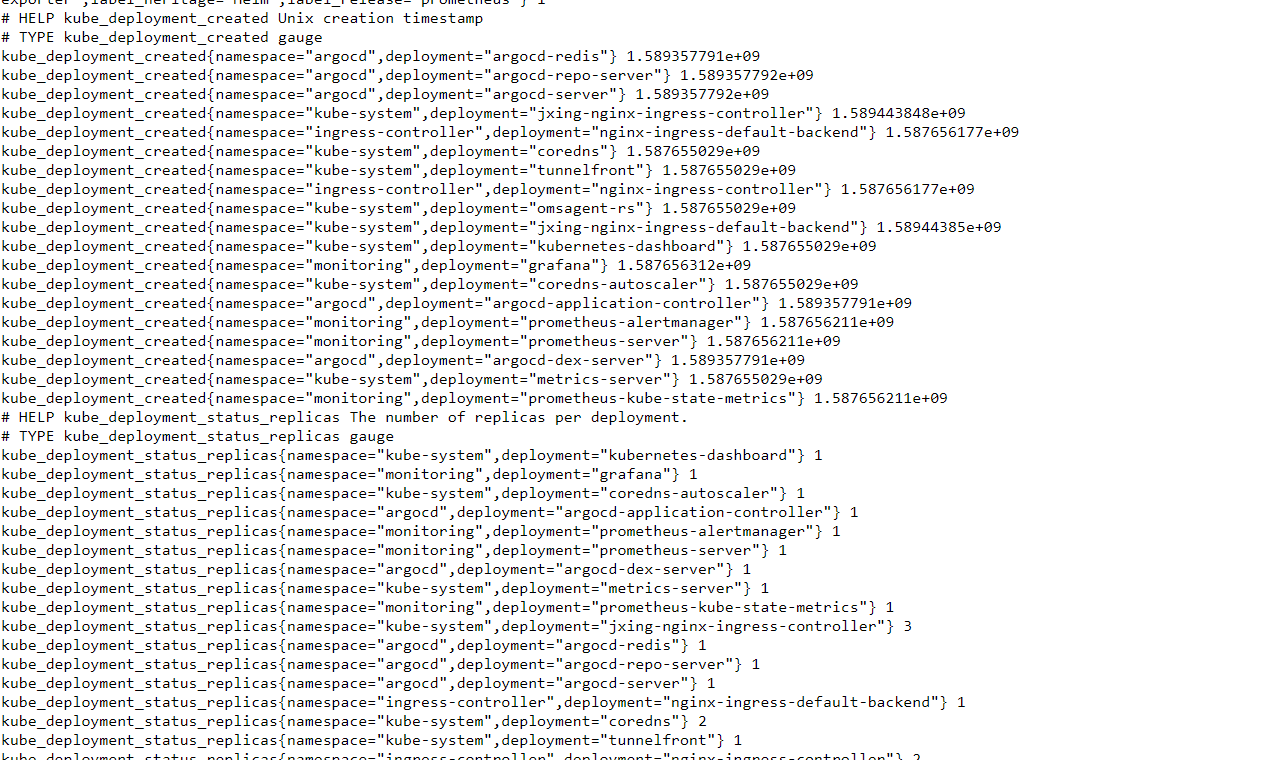 exporter",label_heritage="Helm",label_release="prometheus"} 1
# HELP kube_deployment_created Unix creation timestamp
# TYPE kube_deployment_created gauge
kube_deployment_created{namespace="argocd",deployment="argocd-redis"} 1.589357791e+09
kube_deployment_created{namespace="argocd",deployment="argocd-repo-server"} 1.589357792e+09
kube_deployment_created{namespace="argocd",deployment="argocd-server"} 1.589357792e+09
kube_deployment_created{namespace="kube-system",deployment="jxing-nginx-ingress-controller"} 1.589443848e+09
kube_deployment_created{namespace="ingress-controller",deployment="nginx-ingress-default-backend"} 1.587656177e+09
kube_deployment_created{namespace="kube-system",deployment="coredns"} 1.587655029e+09
kube_deployment_created{namespace="kube-system",deployment="tunnelfront"} 1.587655029e+09
kube_deployment_created{namespace="ingress-controller",deployment="nginx-ingress-controller"} 1.587656177e+09
kube_deployment_created{namespace="kube-system",deployment="omsagent-rs"} 1.587655029e+09
kube_deployment_created{namespace="kube-system",deployment="jxing-nginx-ingress-default-backend"} 1.58944385e+09
kube_deployment_created{namespace="kube-system",deployment="kubernetes-dashboard"} 1.587655029e+09
kube_deployment_created{namespace="monitoring",deployment="grafana"} 1.587656312e+09
kube_deployment_created{namespace="kube-system",deployment="coredns-autoscaler"} 1.587655029e+09
kube_deployment_created{namespace="argocd",deployment="argocd-application-controller"} 1.589357791e+09
kube_deployment_created{namespace="monitoring",deployment="prometheus-alertmanager"} 1.587656211e+09
kube_deployment_created{namespace="monitoring",deployment="prometheus-server"} 1.587656211e+09
kube_deployment_created{namespace="argocd",deployment="argocd-dex-server"} 1.589357791e+09
kube_deployment_created{namespace="kube-system",deployment="metrics-server"} 1.587655029e+09
kube_deployment_created{namespace="monitoring",deployment="prometheus-kube-state-metrics"} 1.587656211e+09
# HELP kube_deployment_status_replicas The number of replicas per deployment.
# TYPE kube_deployment_status_replicas gauge
kube_deployment_status_replicas{namespace="kube-system",deployment="kubernetes-dashboard"} 1
kube_deployment_status_replicas{namespace="monitoring",deployment="grafana"} 1
kube_deployment_status_replicas{namespace="kube-system",deployment="coredns-autoscaler"} 1
kube_deployment_status_replicas{namespace="argocd",deployment="argocd-application-controller"} 1
kube_deployment_status_replicas{namespace="monitoring",deployment="prometheus-alertmanager"} 1
kube_deployment_status_replicas{namespace="monitoring",deployment="prometheus-server"} 1
kube_deployment_status_replicas{namespace="argocd",deployment="argocd-dex-server"} 1
kube_deployment_status_replicas{namespace="kube-system",deployment="metrics-server"} 1
kube_deployment_status_replicas{namespace="monitoring",deployment="prometheus-kube-state-metrics"} 1
kube_deployment_status_replicas{namespace="kube-system",deployment="jxing-nginx-ingress-controller"} 3
kube_deployment_status_replicas{namespace="argocd",deployment="argocd-redis"} 1
kube_deployment_status_replicas{namespace="argocd",deployment="argocd-repo-server"} 1
kube_deployment_status_replicas{namespace="argocd",deployment="argocd-server"} 1
kube_deployment_status_replicas{namespace="ingress-controller",deployment="nginx-ingress-default-backend"} 1
kube_deployment_status_replicas{namespace="kube-system",deployment="coredns"} 2
kube_deployment_status_replicas{namespace="kube-system",deployment="tunnelfront"} 1
kube_deployment_status_replicas{namespace="ingress-controller",deployment="nginx-ingress-controller"}